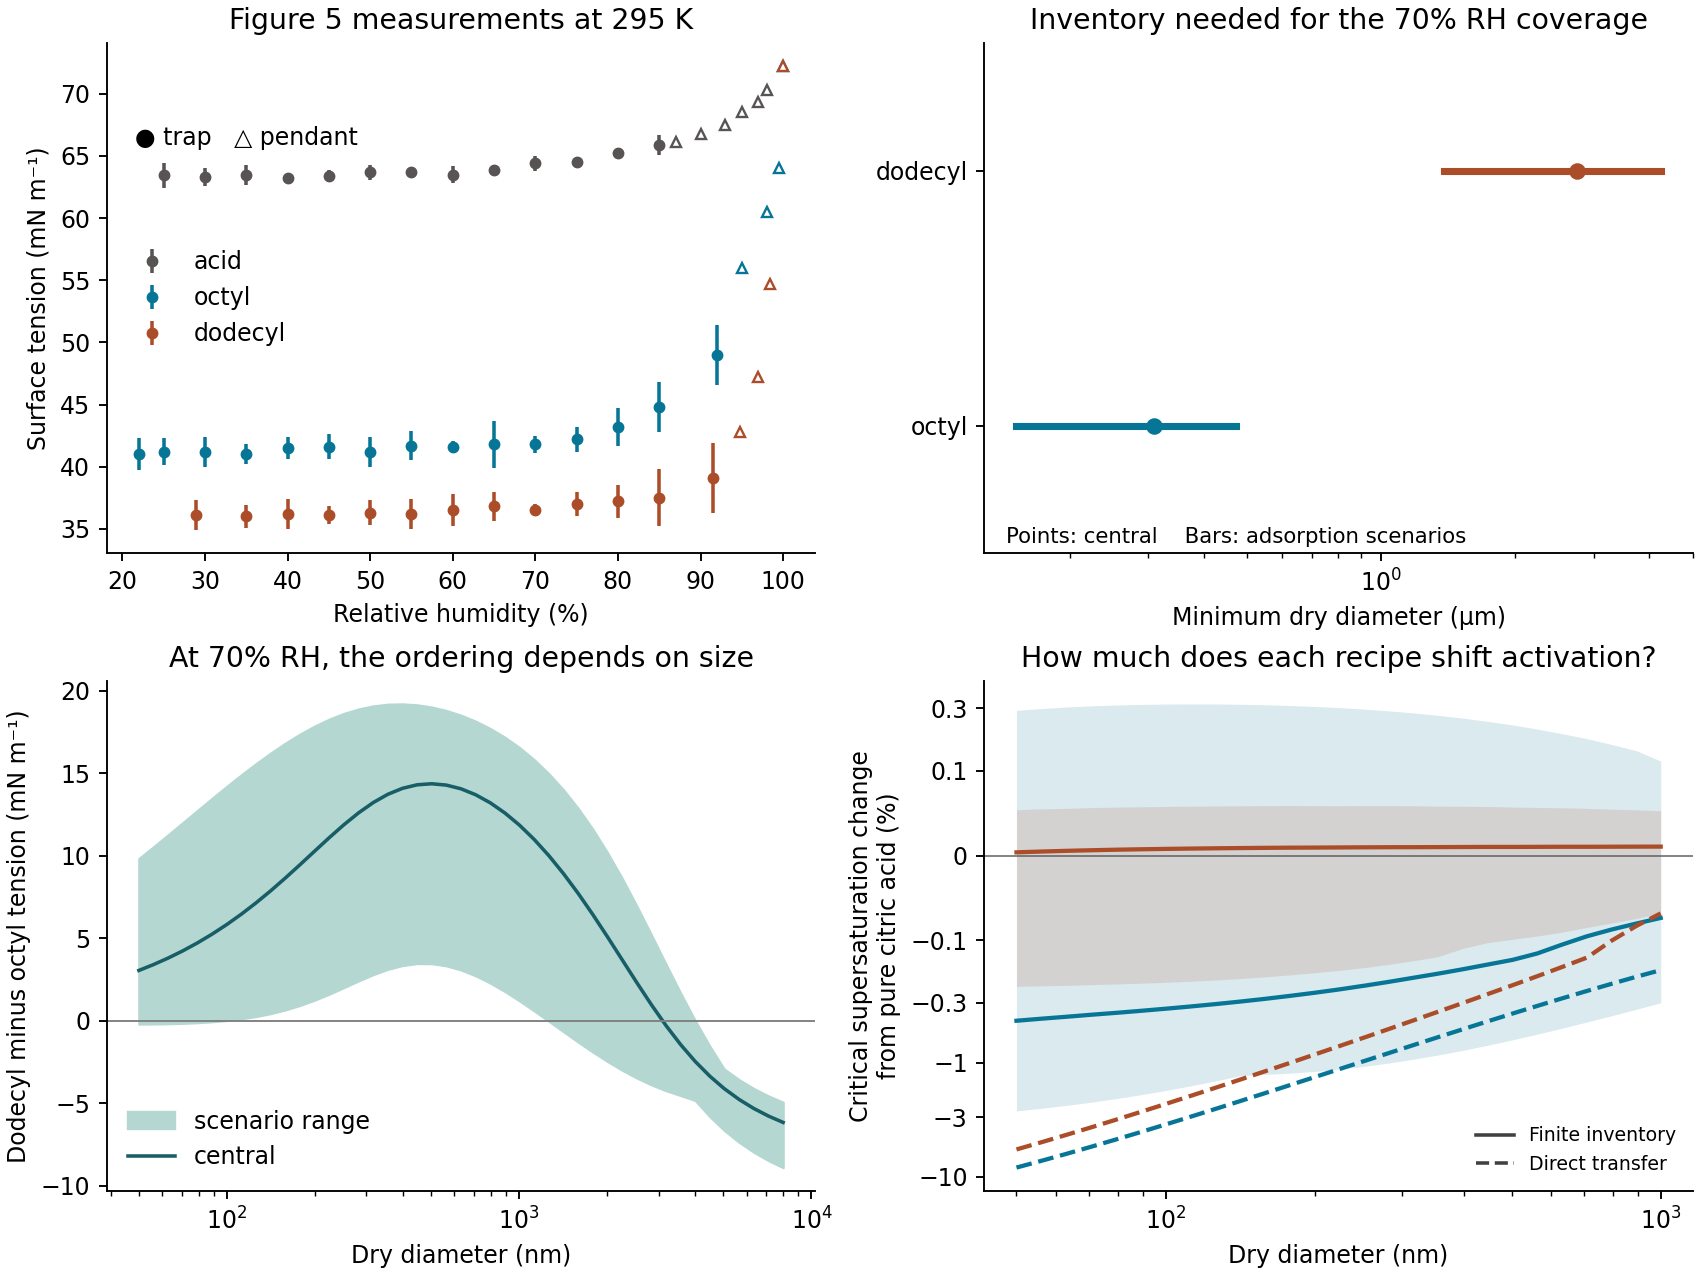 Figure 5 measurements at 295 K
Surface tension (mN m⁻¹)
70
65
60
55
50
45
40
35
● trap △ pendant
acid
octyl
dodecyl
20 30 40 50 60 70 80 90 100
Relative humidity (%)
Inventory needed for the 70% RH coverage
dodecyl
octyl
Points: central Bars: adsorption scenarios
10⁰
Minimum dry diameter (µm)
At 70% RH, the ordering depends on size
Dodecyl minus octyl tension (mN m⁻¹)
20
15
10
5
0
−5
−10
scenario range
central
10² 10³ 10⁴
Dry diameter (nm)
How much does each recipe shift activation?
Critical supersaturation change
from pure citric acid (%)
0.3
0.1
0
−0.1
−0.3
−1
−3
−10
Finite inventory
Direct transfer
10² 10³
Dry diameter (nm)